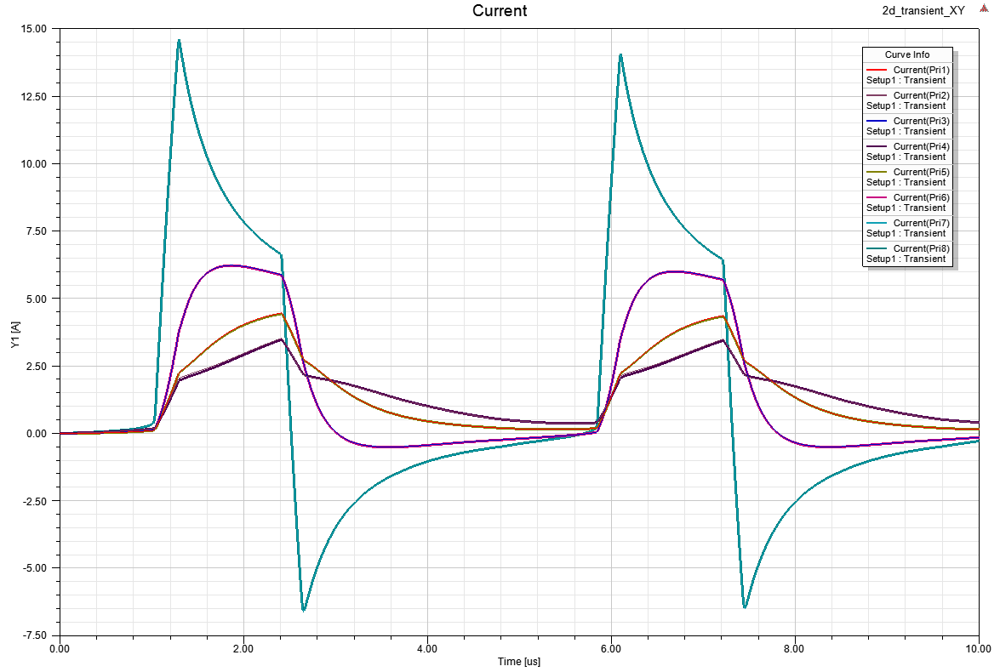 Current
2d_transient_XY
15.00
12.50
10.00
7.50
5.00
2.50
0.00
-2.50
-5.00
-7.50
Y1 [A]
0.00 2.00 4.00 6.00 8.00 10.00
Time [us]
Curve Info
Current(Pri1)
Setup1 : Transient
Current(Pri2)
Setup1 : Transient
Current(Pri3)
Setup1 : Transient
Current(Pri4)
Setup1 : Transient
Current(Pri5)
Setup1 : Transient
Current(Pri6)
Setup1 : Transient
Current(Pri7)
Setup1 : Transient
Current(Pri8)
Setup1 : Transient